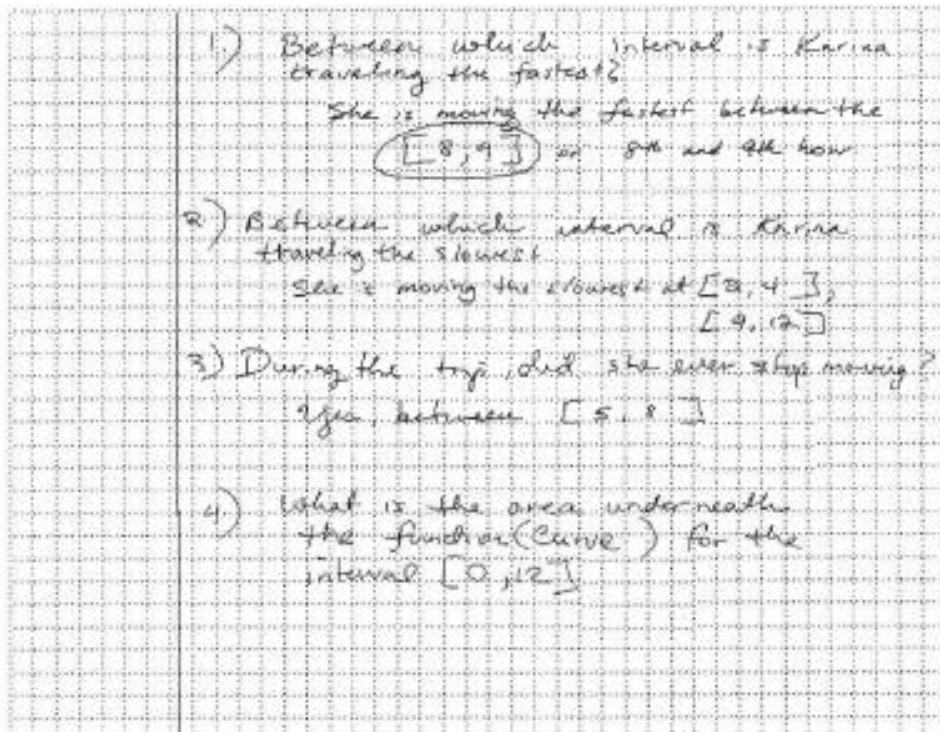 1) Between which interval is Karina
traveling the fastest?
She is moving the fastest between the
[8, 9] or 8th and 9th hour
2) Between which interval is Karina
traveling the slowest
She is moving the slowest at [2, 4],
[9, 12]
3) During the trip, did she ever stop moving?
Yes, between [5, 8]
4) What is the area underneath
the function (Curve) for the
interval [0, 12]